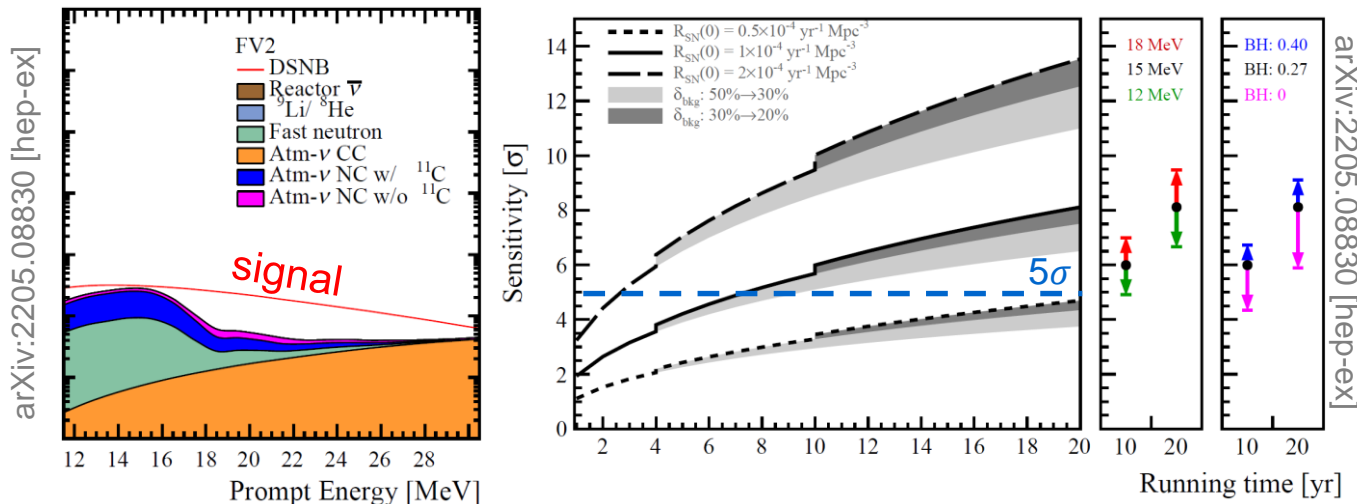 arXiv:2205.08830 [hep-ex]
FV2
DSNB
Reactor ν̅
⁹Li/ ⁸He
Fast neutron
Atm-ν CC
Atm-ν NC w/ ¹¹C
Atm-ν NC w/o ¹¹C
signal
12 14 16 18 20 22 24 26 28
Prompt Energy [MeV]
Sensitivity [σ]
14
12
10
8
6
4
2
0
R_SN(0) = 0.5×10⁻⁴ yr⁻¹ Mpc⁻³
R_SN(0) = 1×10⁻⁴ yr⁻¹ Mpc⁻³
R_SN(0) = 2×10⁻⁴ yr⁻¹ Mpc⁻³
δ_bkg: 50%→30%
δ_bkg: 30%→20%
5σ
2 4 6 8 10 12 14 16 18 20
18 MeV
15 MeV
12 MeV
10 20
BH: 0.40
BH: 0.27
BH: 0
10 20
Running time [yr]
arXiv:2205.08830 [hep-ex]